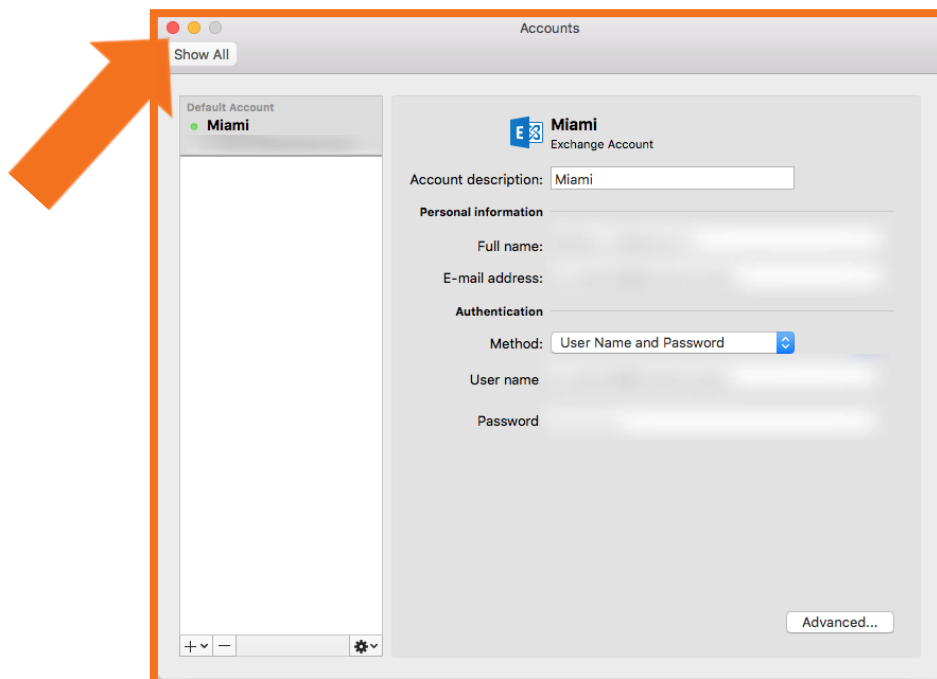 Accounts
Show All
Default Account
Miami
Miami
Exchange Account
Account description: Miami
Personal information
Full name:
E-mail address:
Authentication
Method: User Name and Password
User name
Password
Advanced...